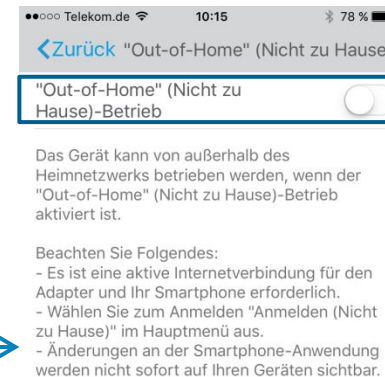 Telekom.de 10:15 78 %
Zurück "Out-of-Home" (Nicht zu Hause
"Out-of-Home" (Nicht zu
Hause)-Betrieb
Das Gerät kann von außerhalb des
Heimnetzwerks betrieben werden, wenn der
"Out-of-Home" (Nicht zu Hause)-Betrieb
aktiviert ist.
Beachten Sie Folgendes:
- Es ist eine aktive Internetverbindung für den
Adapter und Ihr Smartphone erforderlich.
- Wählen Sie zum Anmelden "Anmelden (Nicht
zu Hause)" im Hauptmenü aus.
- Änderungen an der Smartphone-Anwendung
werden nicht sofort auf Ihren Geräten sichtbar.